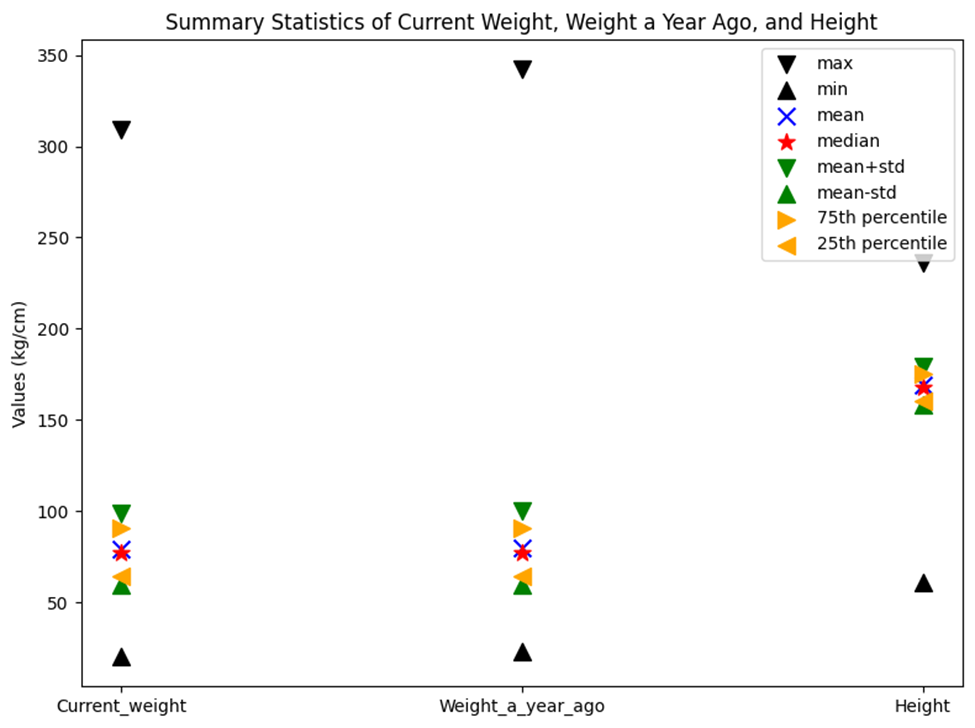 Summary Statistics of Current Weight, Weight a Year Ago, and Height
350
300
250
200
150
100
50
Values (kg/cm)
max
min
mean
median
mean+std
mean-std
75th percentile
25th percentile
Current_weight
Weight_a_year_ago
Height